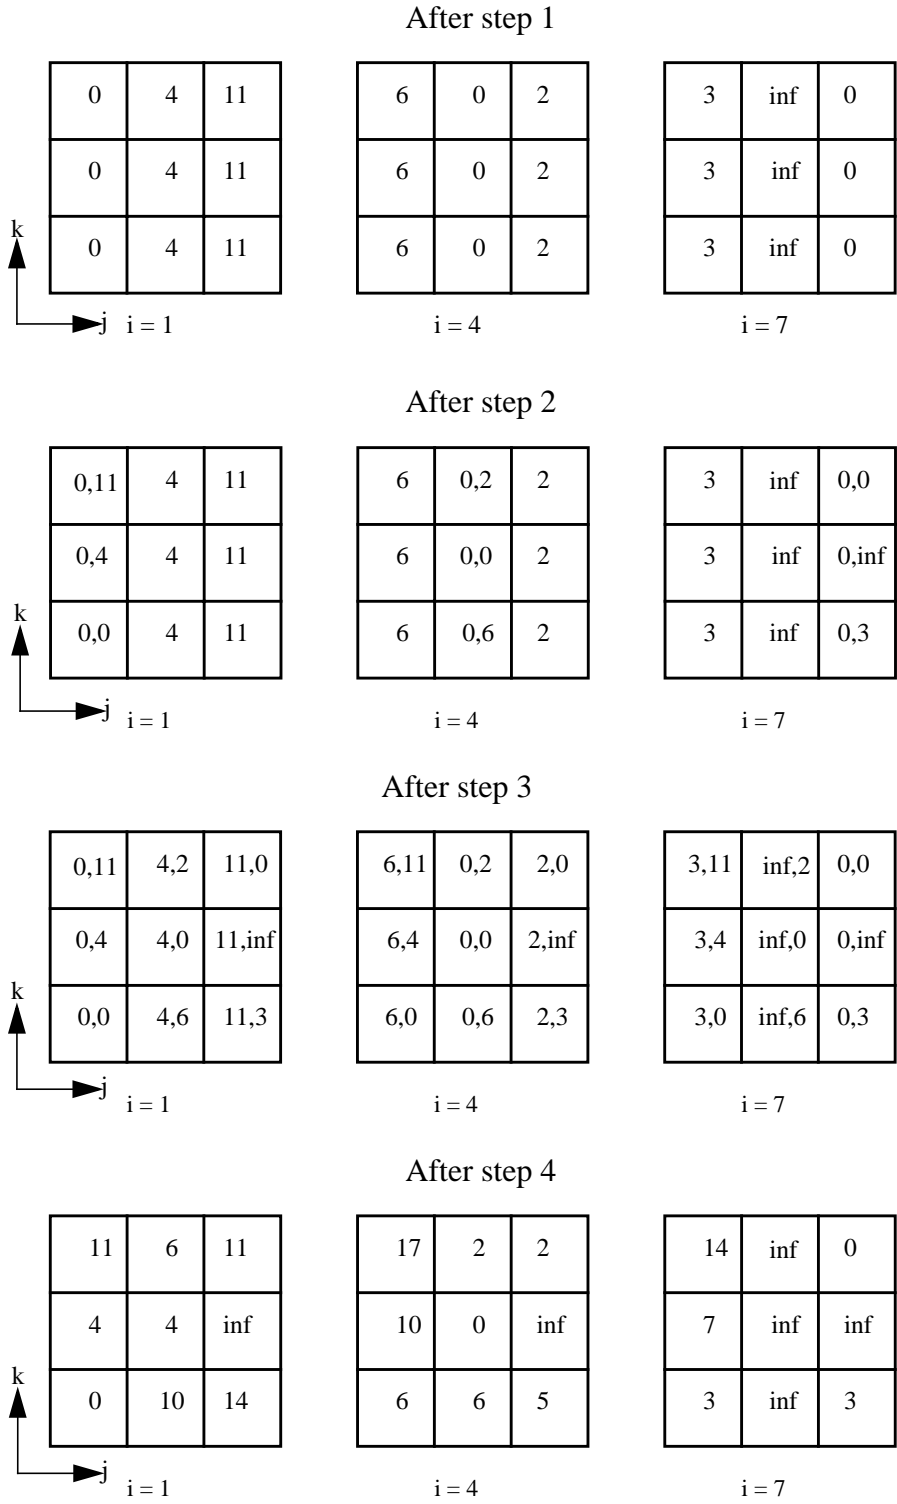 After step 1
0 4 11 6 0 2 3 inf 0
0 4 11 6 0 2 3 inf 0
k
0 4 11 6 0 2 3 inf 0
j i = 1 i = 4 i = 7
After step 2
0,11 4 11 6 0,2 2 3 inf 0,0
0,4 4 11 6 0,0 2 3 inf 0,inf
k
0,0 4 11 6 0,6 2 3 inf 0,3
j i = 1 i = 4 i = 7
After step 3
0,11 4,2 11,0 6,11 0,2 2,0 3,11 inf,2 0,0
0,4 4,0 11,inf 6,4 0,0 2,inf 3,4 inf,0 0,inf
k
0,0 4,6 11,3 6,0 0,6 2,3 3,0 inf,6 0,3
j i = 1 i = 4 i = 7
After step 4
11 6 11 17 2 2 14 inf 0
4 4 inf 10 0 inf 7 inf inf
k
0 10 14 6 6 5 3 inf 3
j i = 1 i = 4 i = 7